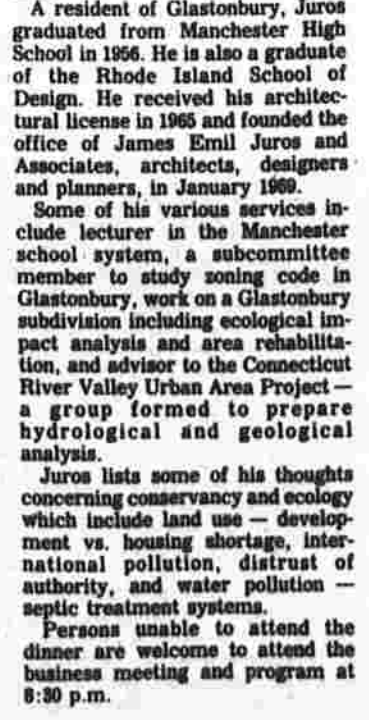 A resident of Glastonbury, Juros
graduated from Manchester High
School in 1956. He is also a graduate
of the Rhode Island School of
Design. He received his architec-
tural license in 1965 and founded the
office of James Emil Juros and
Associates, architects, designers
and planners, in January 1969.
Some of his various services in-
clude lecturer in the Manchester
school system, a subcommittee
member to study zoning code in
Glastonbury, work on a Glastonbury
subdivision including ecological im-
pact analysis and area rehabilita-
tion, and advisor to the Connecticut
River Valley Urban Area Project —
a group formed to prepare
hydrological and geological
analysis.
Juros lists some of his thoughts
concerning conservancy and ecology
which include land use — develop-
ment vs. housing shortage, inter-
national pollution, distrust of
authority, and water pollution —
septic treatment systems.
Persons unable to attend the
dinner are welcome to attend the
business meeting and program at
8:30 p.m.